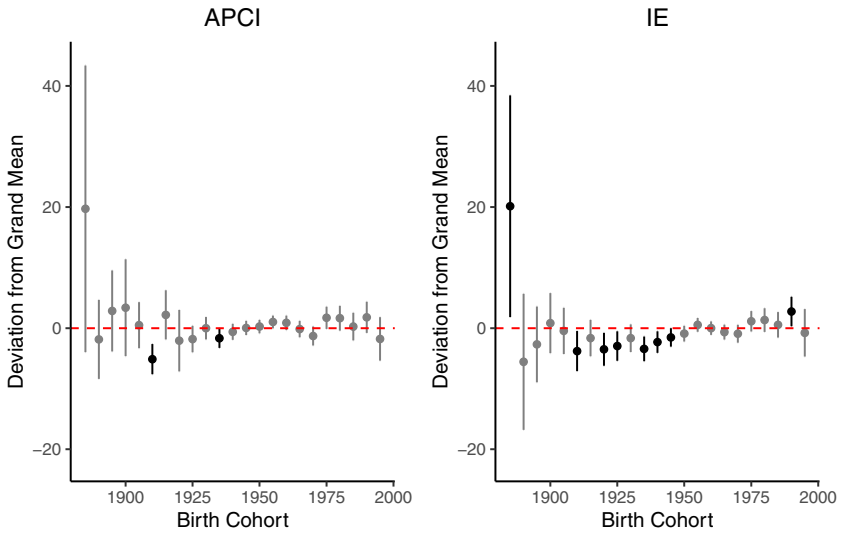 APCI
Deviation from Grand Mean
40
20
0
−20
1900 1925 1950 1975 2000
Birth Cohort
IE
Deviation from Grand Mean
40
20
0
−20
1900 1925 1950 1975 2000
Birth Cohort